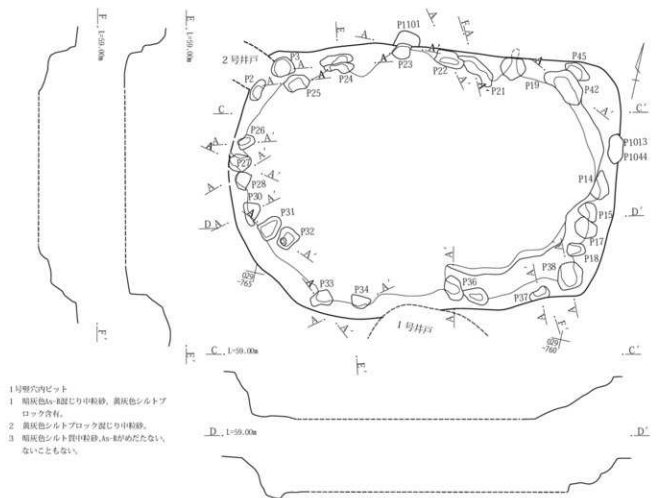 F
L=59.00m
F'
E
L=59.00m
E'
2号井戸
P1101
P23
P3
P2
P24
P25
P22
P21
P19
P45
P42
P26
P27
P28
P30
P31
P32
P33
P34
P36
P37
P38
P18
P17
P15
P14
P1013
P1044
1号井戸
029
-765
029
-760
C
C'
D
D'
E
E'
F
F'
A
A'
C L=59.00m C'
D L=59.00m D'
1号竪穴内ピット
1 暗灰色As-B混じり中粒砂、黄灰色シルトブ
ロック含有。
2 黄灰色シルトブロック混じり中粒砂。
3 暗灰色シルト質中粒砂、As-Bがめだたない、
ないこともない。